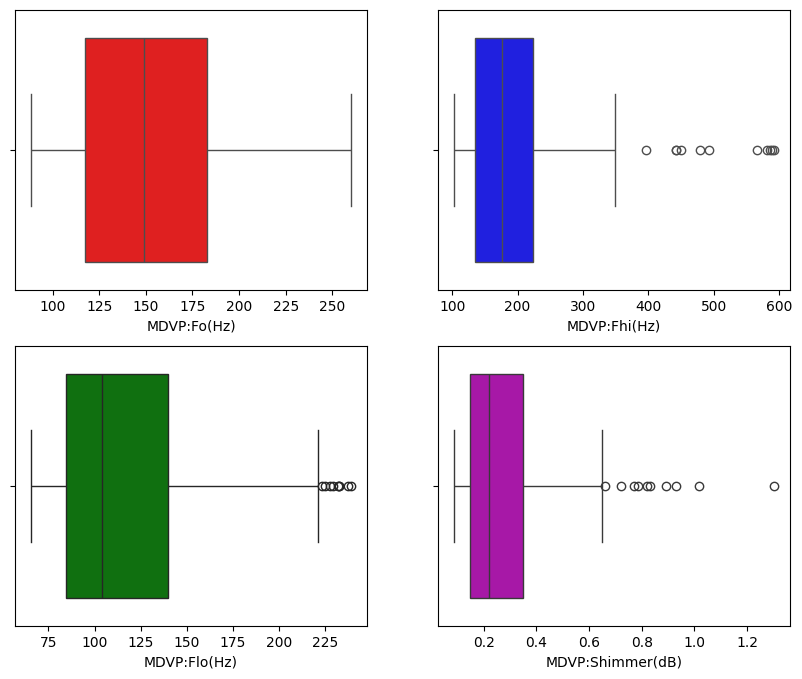 100 125 150 175 200 225 250
MDVP:Fo(Hz)
100 200 300 400 500 600
MDVP:Fhi(Hz)
75 100 125 150 175 200 225
MDVP:Flo(Hz)
0.2 0.4 0.6 0.8 1.0 1.2
MDVP:Shimmer(dB)